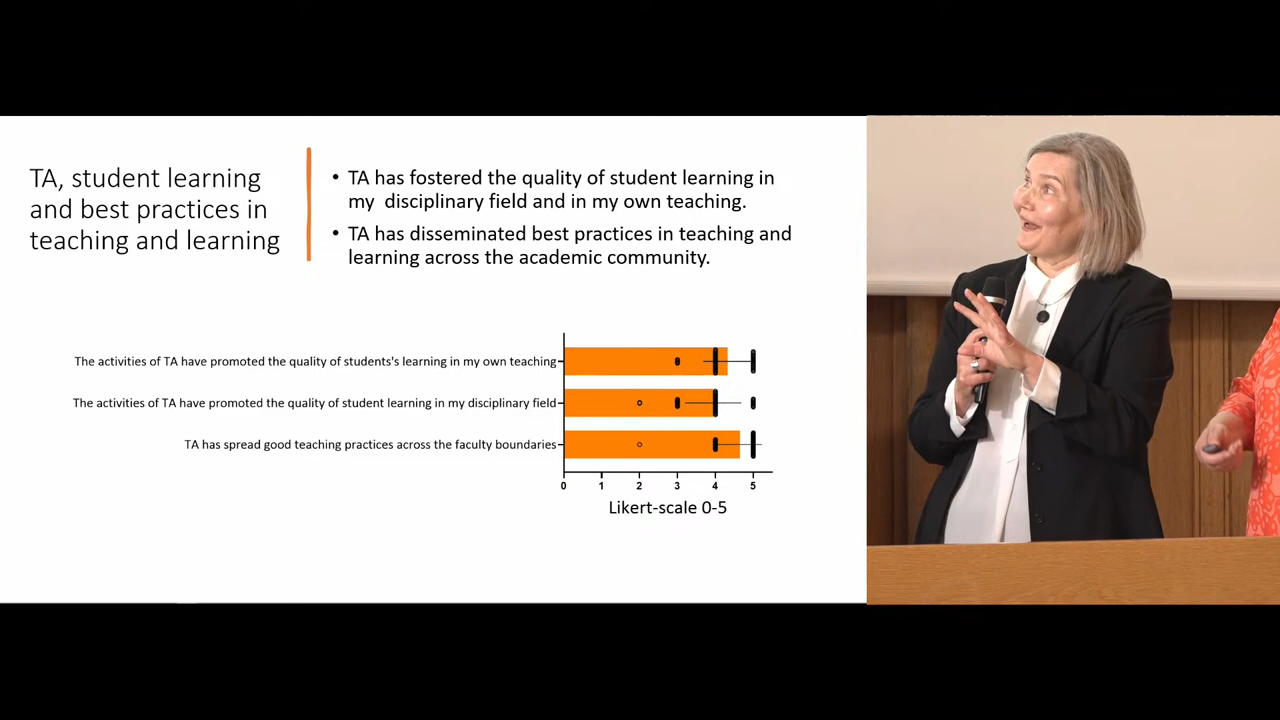 TA, student learning
and best practices in
teaching and learning
• TA has fostered the quality of student learning in
my disciplinary field and in my own teaching.
• TA has disseminated best practices in teaching and
learning across the academic community.
The activities of TA have promoted the quality of students's learning in my own teaching
The activities of TA have promoted the quality of student learning in my disciplinary field
TA has spread good teaching practices across the faculty boundaries
0 1 2 3 4 5
Likert-scale 0-5